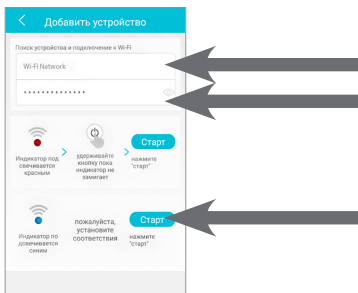 Добавить устройство
Поиск устройства и подключение к Wi-Fi
Wi-Fi Network
Индикатор под
свечивается
красным
удерживайте
кнопку пока
индикатор не
замигает
Старт
нажмите
"старт"
Индикатор по
дсвечивается
синим
пожалуйста,
установите
соответствия
Старт
нажмите
"старт"